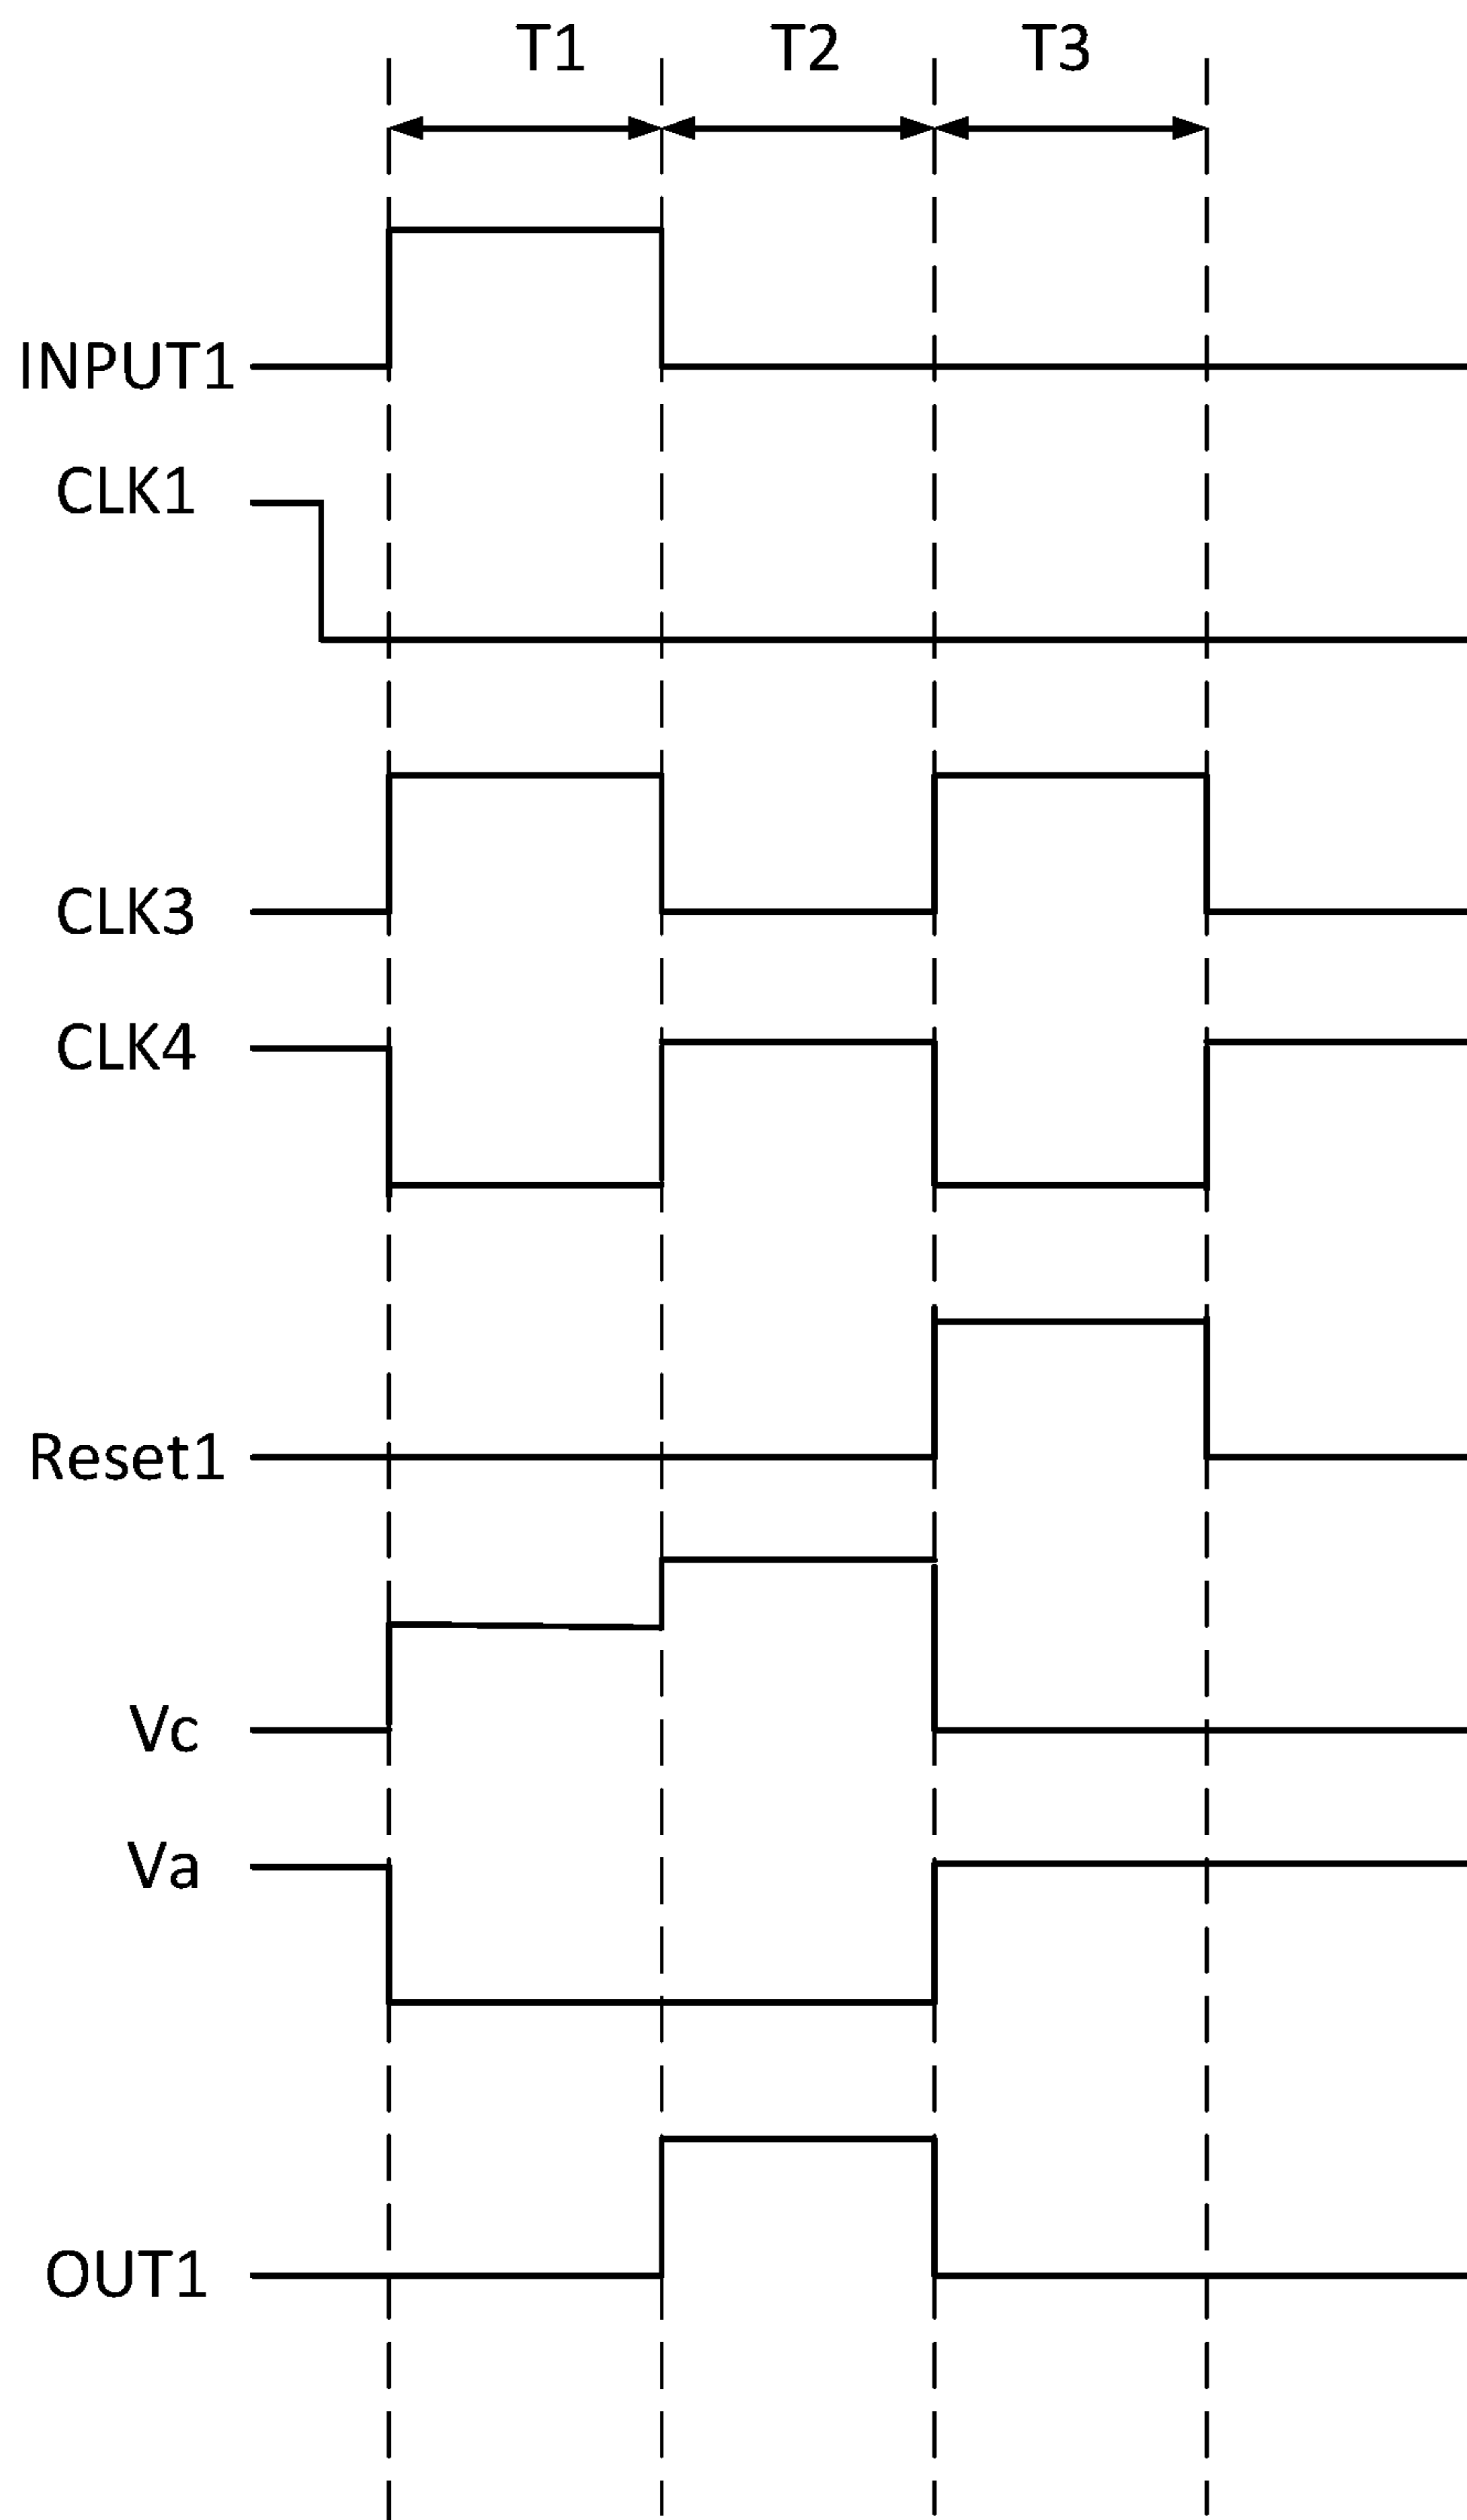 T1 T2 T3
INPUT1
CLK1
CLK3
CLK4
Reset1
Vc
Va
OUT1